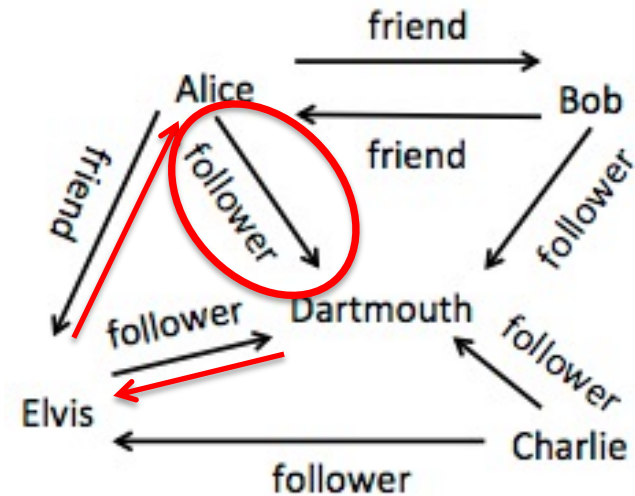 friend
Alice
Bob
friend
friend
follower
follower
Dartmouth
follower
follower
Elvis
Charlie
follower